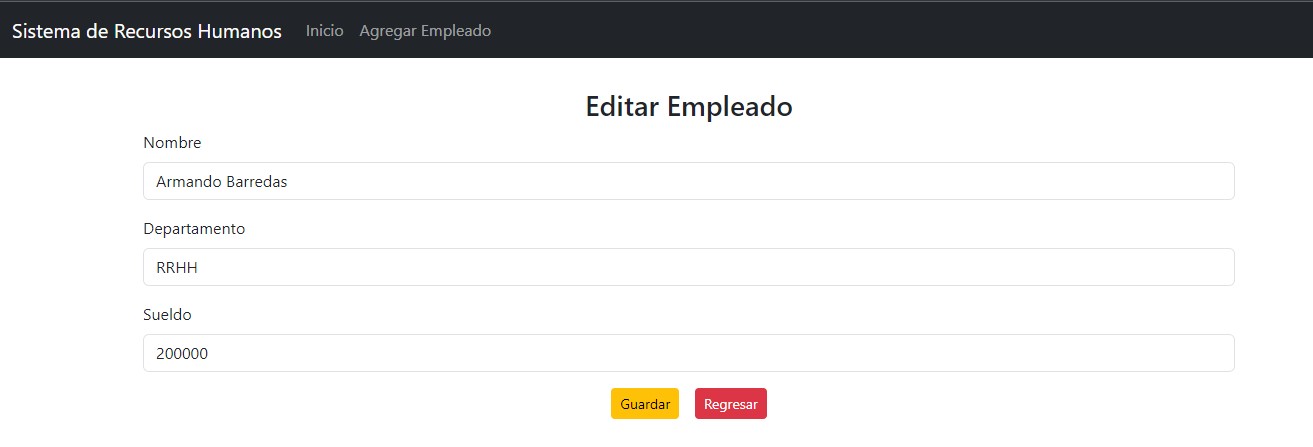 Sistema de Recursos Humanos Inicio Agregar Empleado
Editar Empleado
Nombre
Armando Barredas
Departamento
RRHH
Sueldo
200000
Guardar Regresar